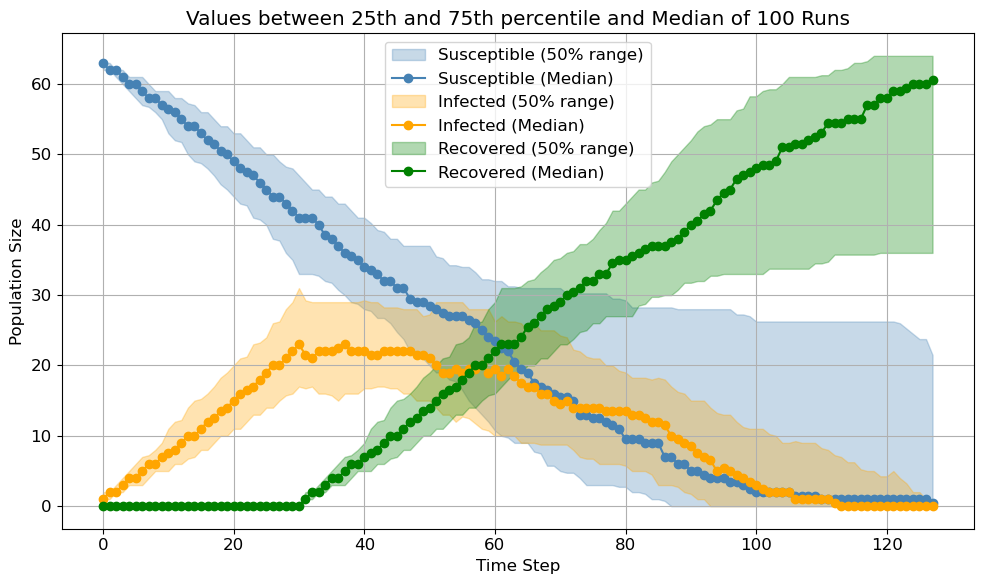 Values between 25th and 75th percentile and Median of 100 Runs
Susceptible (50% range)
Susceptible (Median)
Infected (50% range)
Infected (Median)
Recovered (50% range)
Recovered (Median)
Population Size
60
50
40
30
20
10
0
0
20
40
60
80
100
120
Time Step